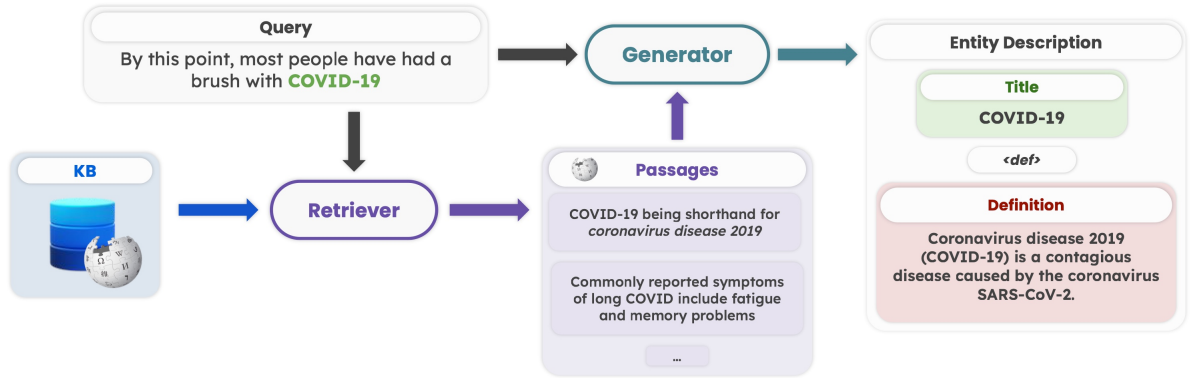 Query
By this point, most people have had a
brush with COVID-19
Generator
Entity Description
Title
COVID-19
<def>
Definition
Coronavirus disease 2019
(COVID-19) is a contagious
disease caused by the coronavirus
SARS-CoV-2.
KB
Retriever
Passages
COVID-19 being shorthand for
coronavirus disease 2019
Commonly reported symptoms
of long COVID include fatigue
and memory problems
...